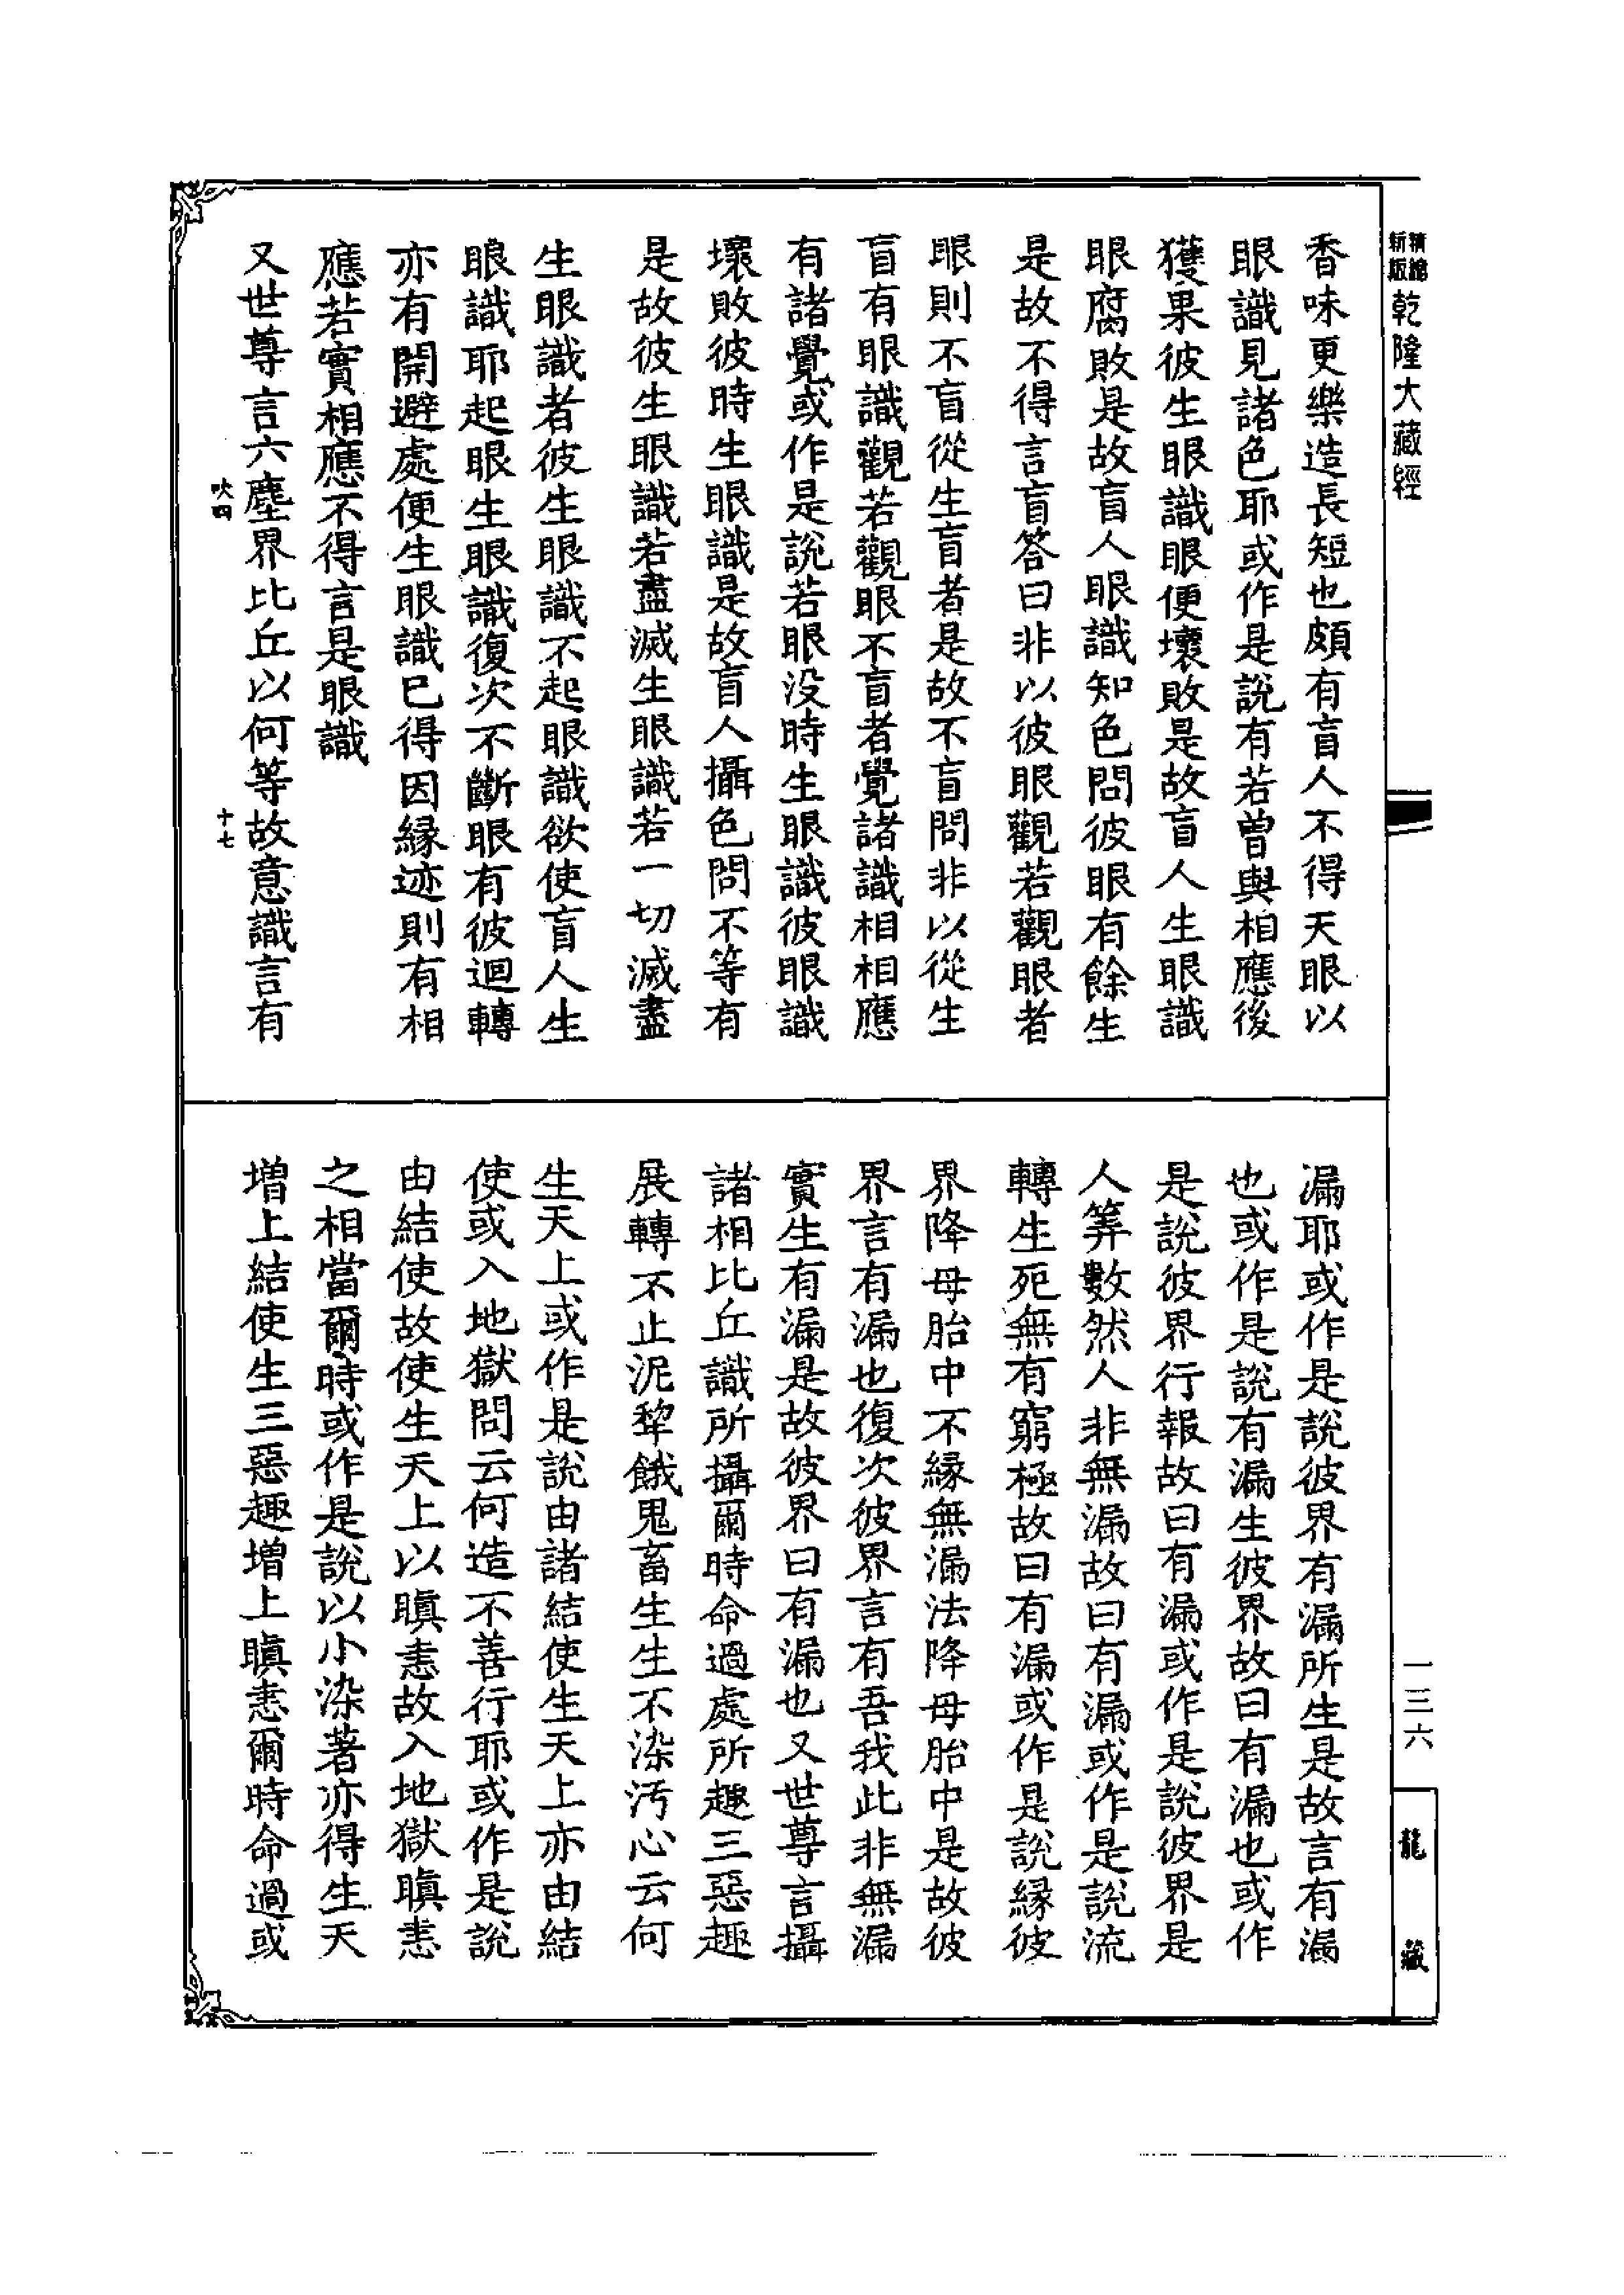 新版精縮 乾隆大藏經
香味更樂造長短也頗有盲人不得天眼以
眼識見諸色耶或作是說有若曾與相應後
獲果彼生眼識眼便壞敗是故盲人生眼識
眼腐敗是故盲人眼識知色問彼眼有餘生
是故不得言盲答曰非以彼眼觀若觀眼者
眼則不盲從生盲者是故不盲問非以從生
盲有眼識觀若觀眼不盲者覺諸識相相應
有諸覺或作是說若眼没時生眼識彼眼識
壞敗彼時生眼識是故盲人攝色問不等有
是故彼生眼識若盡滅生眼識若一切滅盡
生眼識者彼生眼識不起眼識欲使盲人生
眼識耶起眼生眼識復次不斷眼有彼迴轉
亦有開避處便生眼識已得因緣迹則有相
應若實相應不得言是眼識
又世尊言六塵界比丘以何等故意識言有
吹四 十七
漏耶或作是說彼界有漏所生是故言有漏
也或作是說有漏生彼界故曰有漏也或作
是說彼界行報故曰有漏或作是說彼界是
人筭數然人非無漏故曰有漏或作是說流
轉生死無有窮極故曰有漏或作是說緣彼
界降母胎中不緣無漏法降母胎中是故彼
界言有漏也復次彼界言有吾我此非無漏
實生有漏是故彼界曰有漏也又世尊言攝
諸相比丘識所攝爾時命過處所趣三惡趣
展轉不止泥犂餓鬼畜生生不染汚心云何
生天上或作是說由諸結使生天上亦由結
使或入地獄問云何造不善行耶或作是說
由結使故使生天上以瞋恚故入地獄瞋恚
之相當爾時或作是說以小染著亦得生天
增上結使生三惡趣增上瞋恚爾時命過或
一三六
龍藏